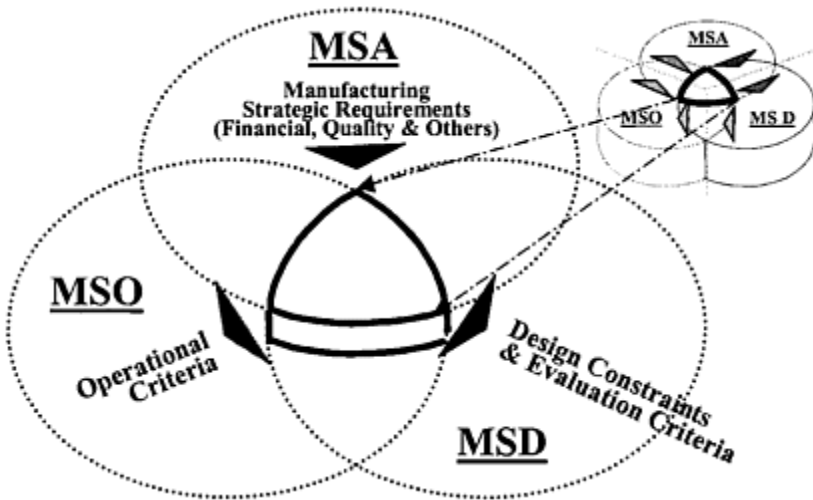 MSA
Manufacturing
Strategic Requirements
(Financial, Quality & Others)
MSO
Operational
Criteria
Design Constraints
& Evaluation Criteria
MSD
MSA
MSO
MS D